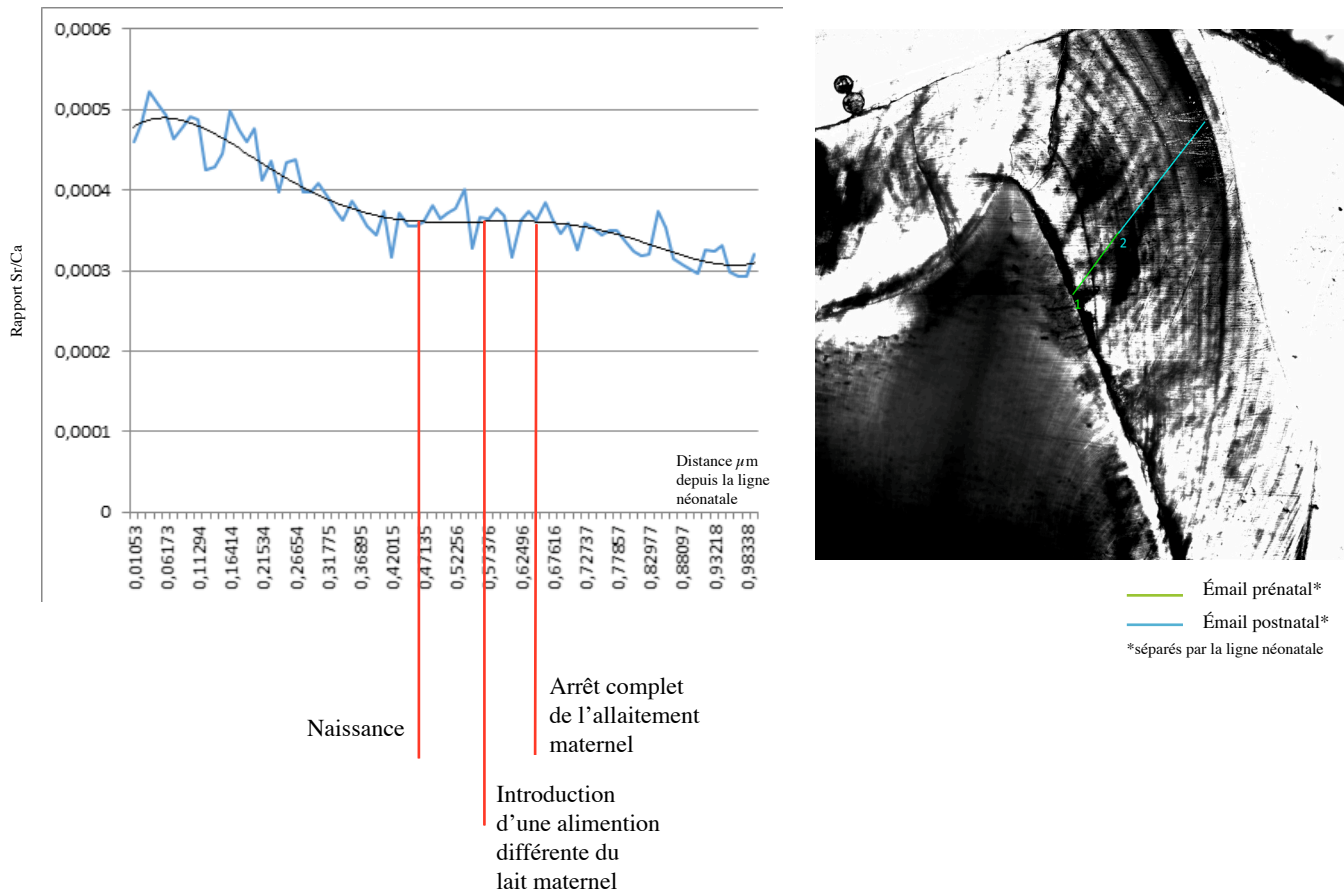 0,0006
0,0005
0,0004
0,0003
0,0002
0,0001
0
Rapport Sr/Ca
Distance µm
depuis la ligne
néonatale
0,01053
0,06173
0,11294
0,16414
0,21534
0,26654
0,31775
0,36895
0,42015
0,47135
0,52256
0,57376
0,62496
0,67616
0,72737
0,77857
0,82977
0,88097
0,93218
0,98338
Naissance
Arrêt complet
de l’allaitement
maternel
Introduction
d’une alimention
différente du
lait maternel
2
1
Émail prénatal*
Émail postnatal*
*séparés par la ligne néonatale